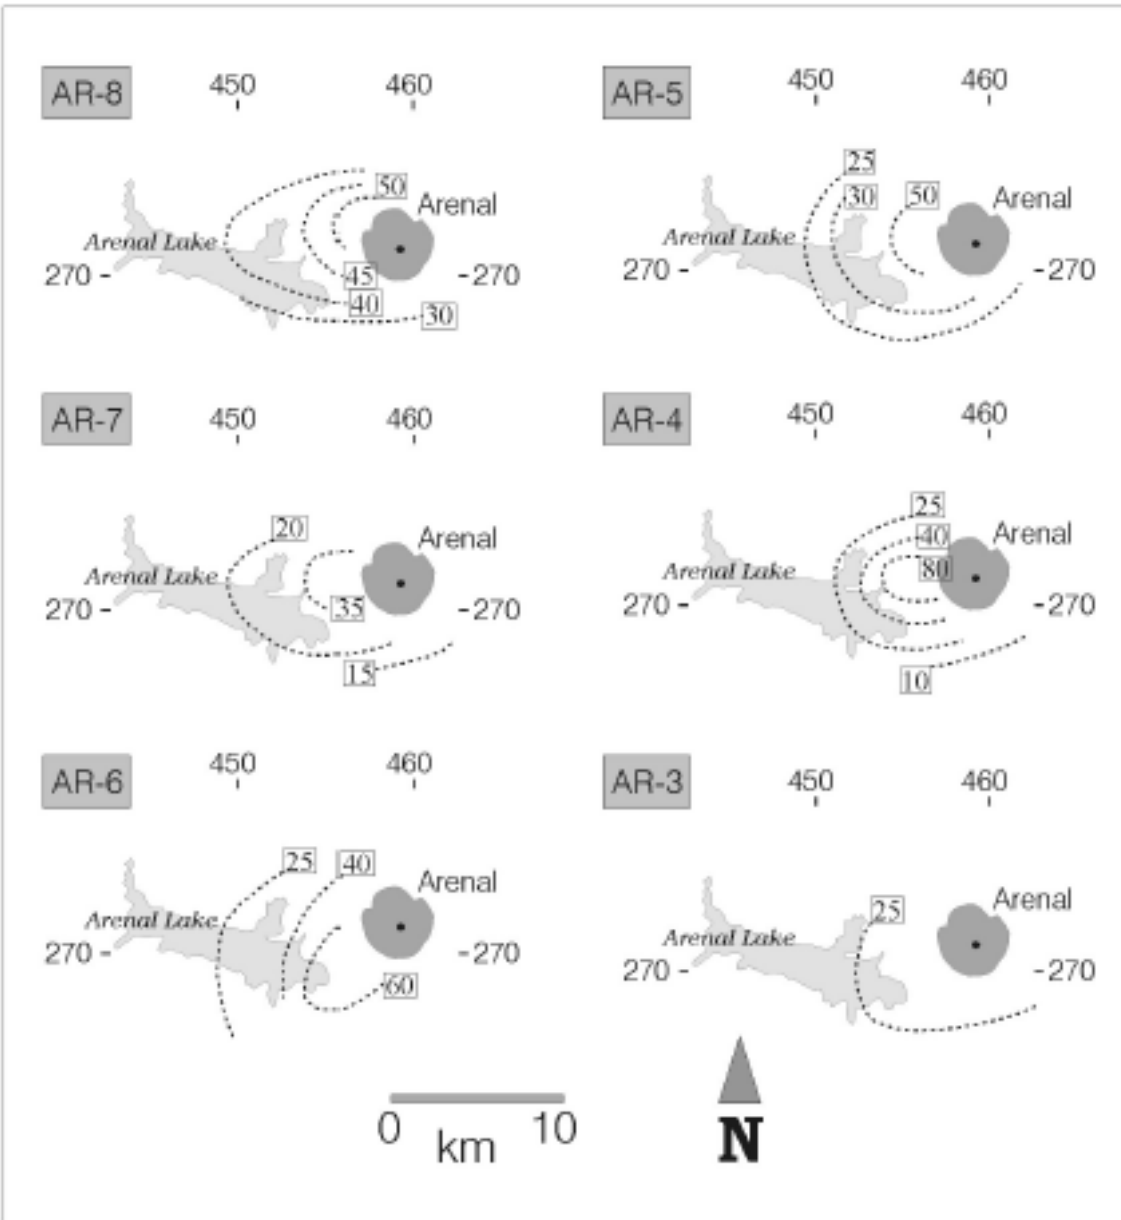 AR-8
450 460
50
Arenal
Arenal Lake
270 - - 270
45
40
30
AR-5
450 460
25
30 50
Arenal
Arenal Lake
270 - - 270
AR-7
450 460
20
Arenal
Arenal Lake
270 - - 270
35
15
AR-4
450 460
25
40
Arenal
80
Arenal Lake
270 - - 270
10
AR-6
450 460
25 40
Arenal
Arenal Lake
270 - - 270
60
AR-3
450 460
25
Arenal
Arenal Lake
270 - - 270
0 km 10
N